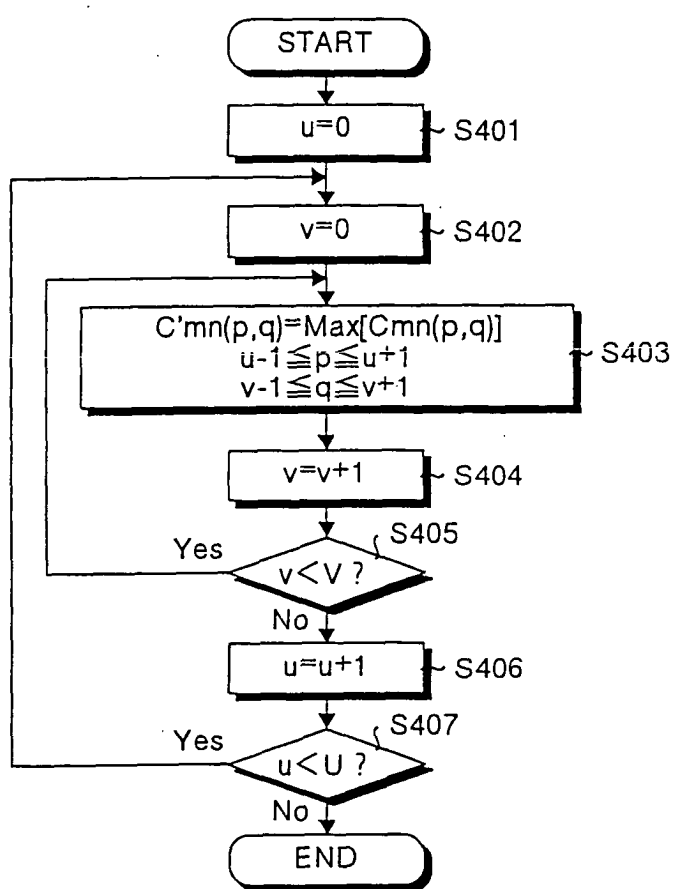 START
u=0
S401
v=0
S402
C'mn(p,q)=Max[Cmn(p,q)]
u-1≦p≦u+1
v-1≦q≦v+1
S403
v=v+1
S404
S405
Yes
v<V ?
No
u=u+1
S406
S407
Yes
u<U ?
No
END